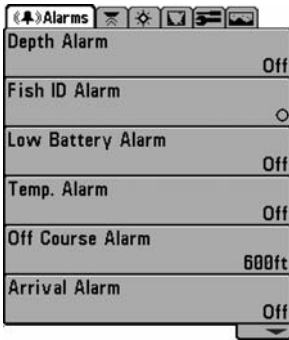 Alarms
Depth Alarm
Off
Fish ID Alarm
Low Battery Alarm
Off
Temp. Alarm
Off
Off Course Alarm
600ft
Arrival Alarm
Off